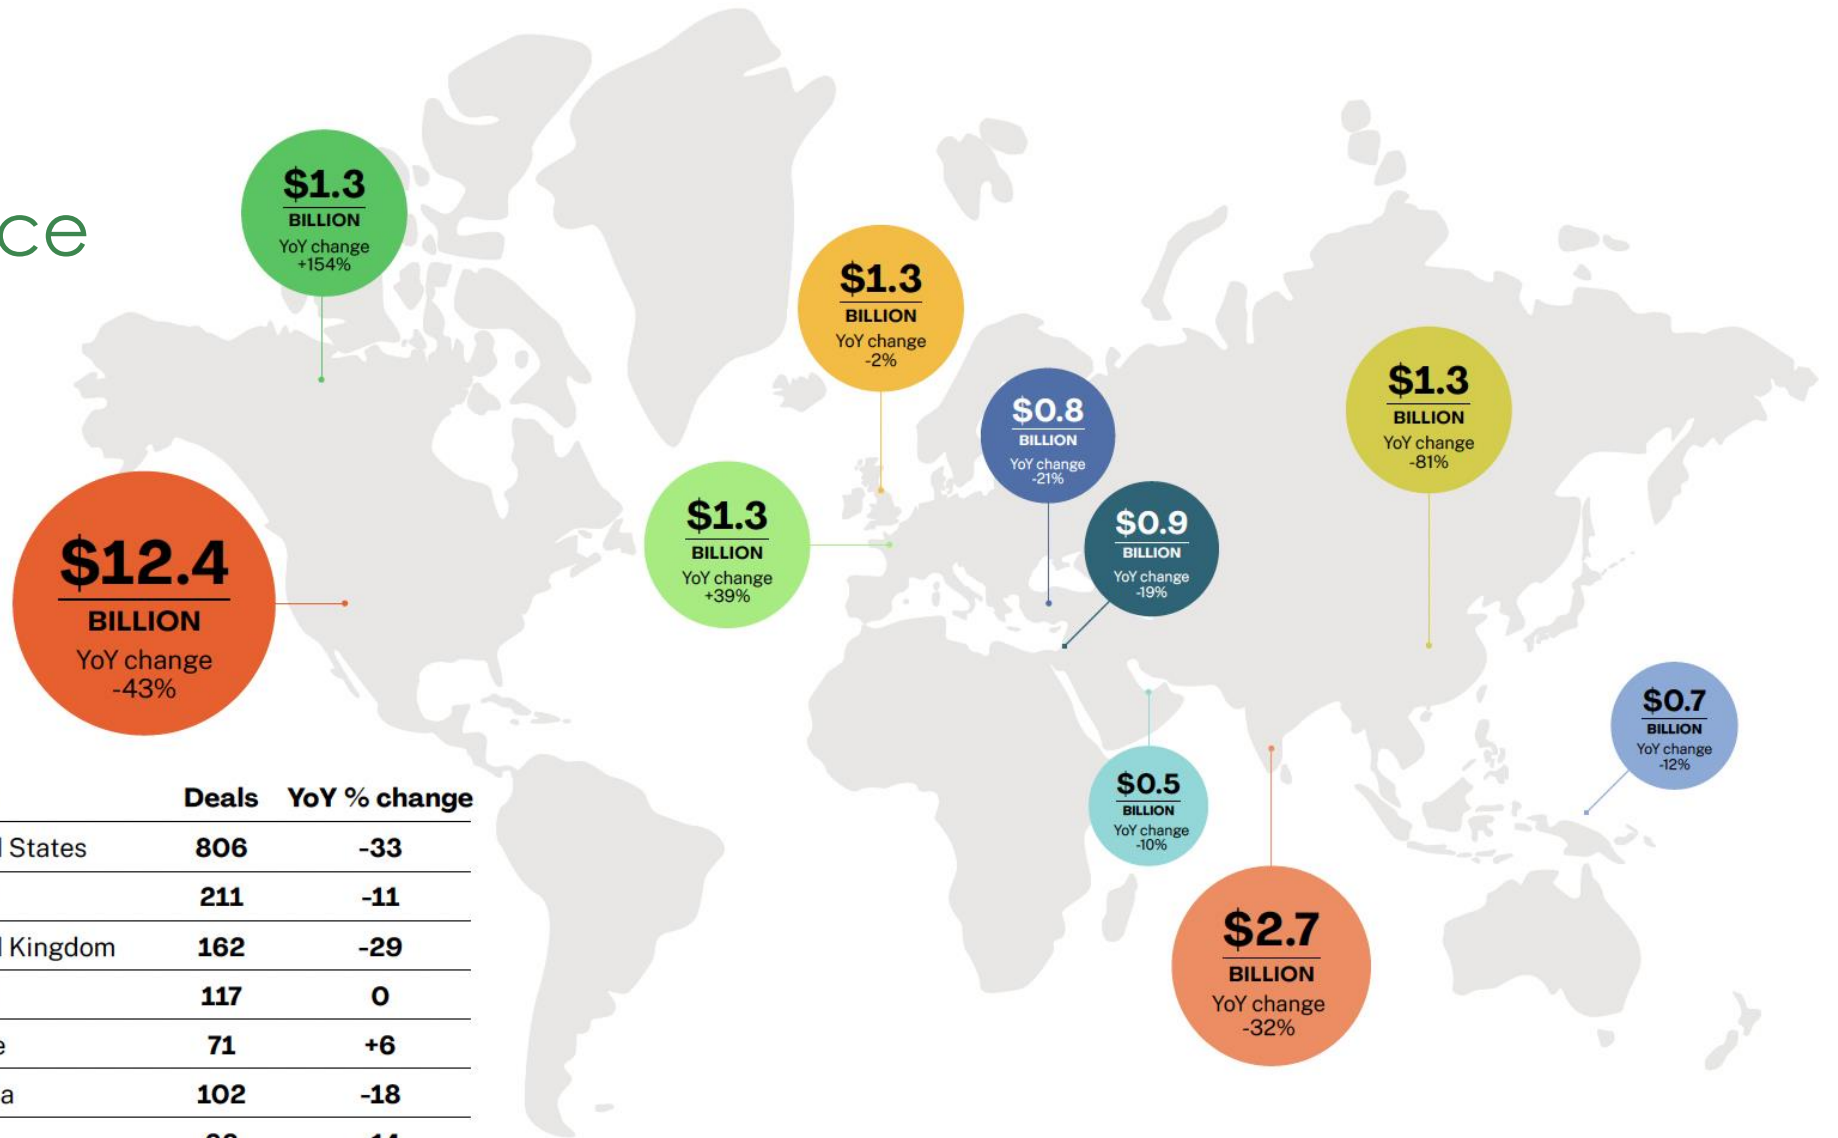 ce
$1.3
BILLION
YoY change
+154%
$1.3
BILLION
YoY change
-2%
$1.3
BILLION
YoY change
-81%
$0.8
BILLION
YoY change
-21%
$1.3
BILLION
YoY change
+39%
$0.9
BILLION
YoY change
-19%
$12.4
BILLION
YoY change
-43%
$0.7
BILLION
YoY change
-12%
$0.5
BILLION
YoY change
-10%
$2.7
BILLION
YoY change
-32%
Deals YoY % change
States 806 -33
211 -11
Kingdom 162 -29
117 0
e 71 +6
a 102 -18